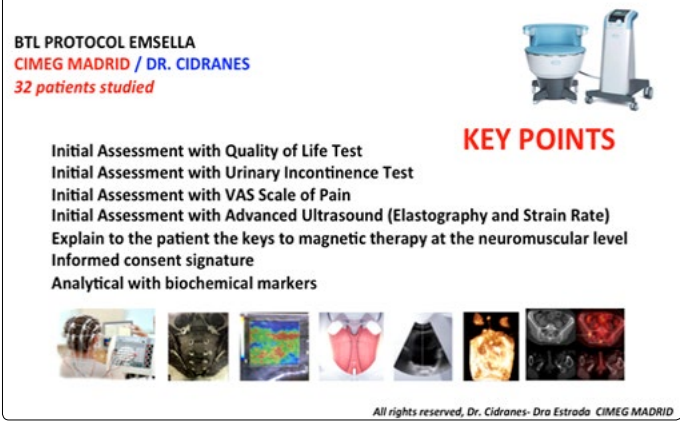 BTL PROTOCOL EMSELLA
CIMEG MADRID / DR. CIDRANES
32 patients studied
KEY POINTS
Initial Assessment with Quality of Life Test
Initial Assessment with Urinary Incontinence Test
Initial Assessment with VAS Scale of Pain
Initial Assessment with Advanced Ultrasound (Elastography and Strain Rate)
Explain to the patient the keys to magnetic therapy at the neuromuscular level
Informed consent signature
Analytical with biochemical markers
All rights reserved, Dr. Cidranes- Dra Estrada CIMEG MADRID